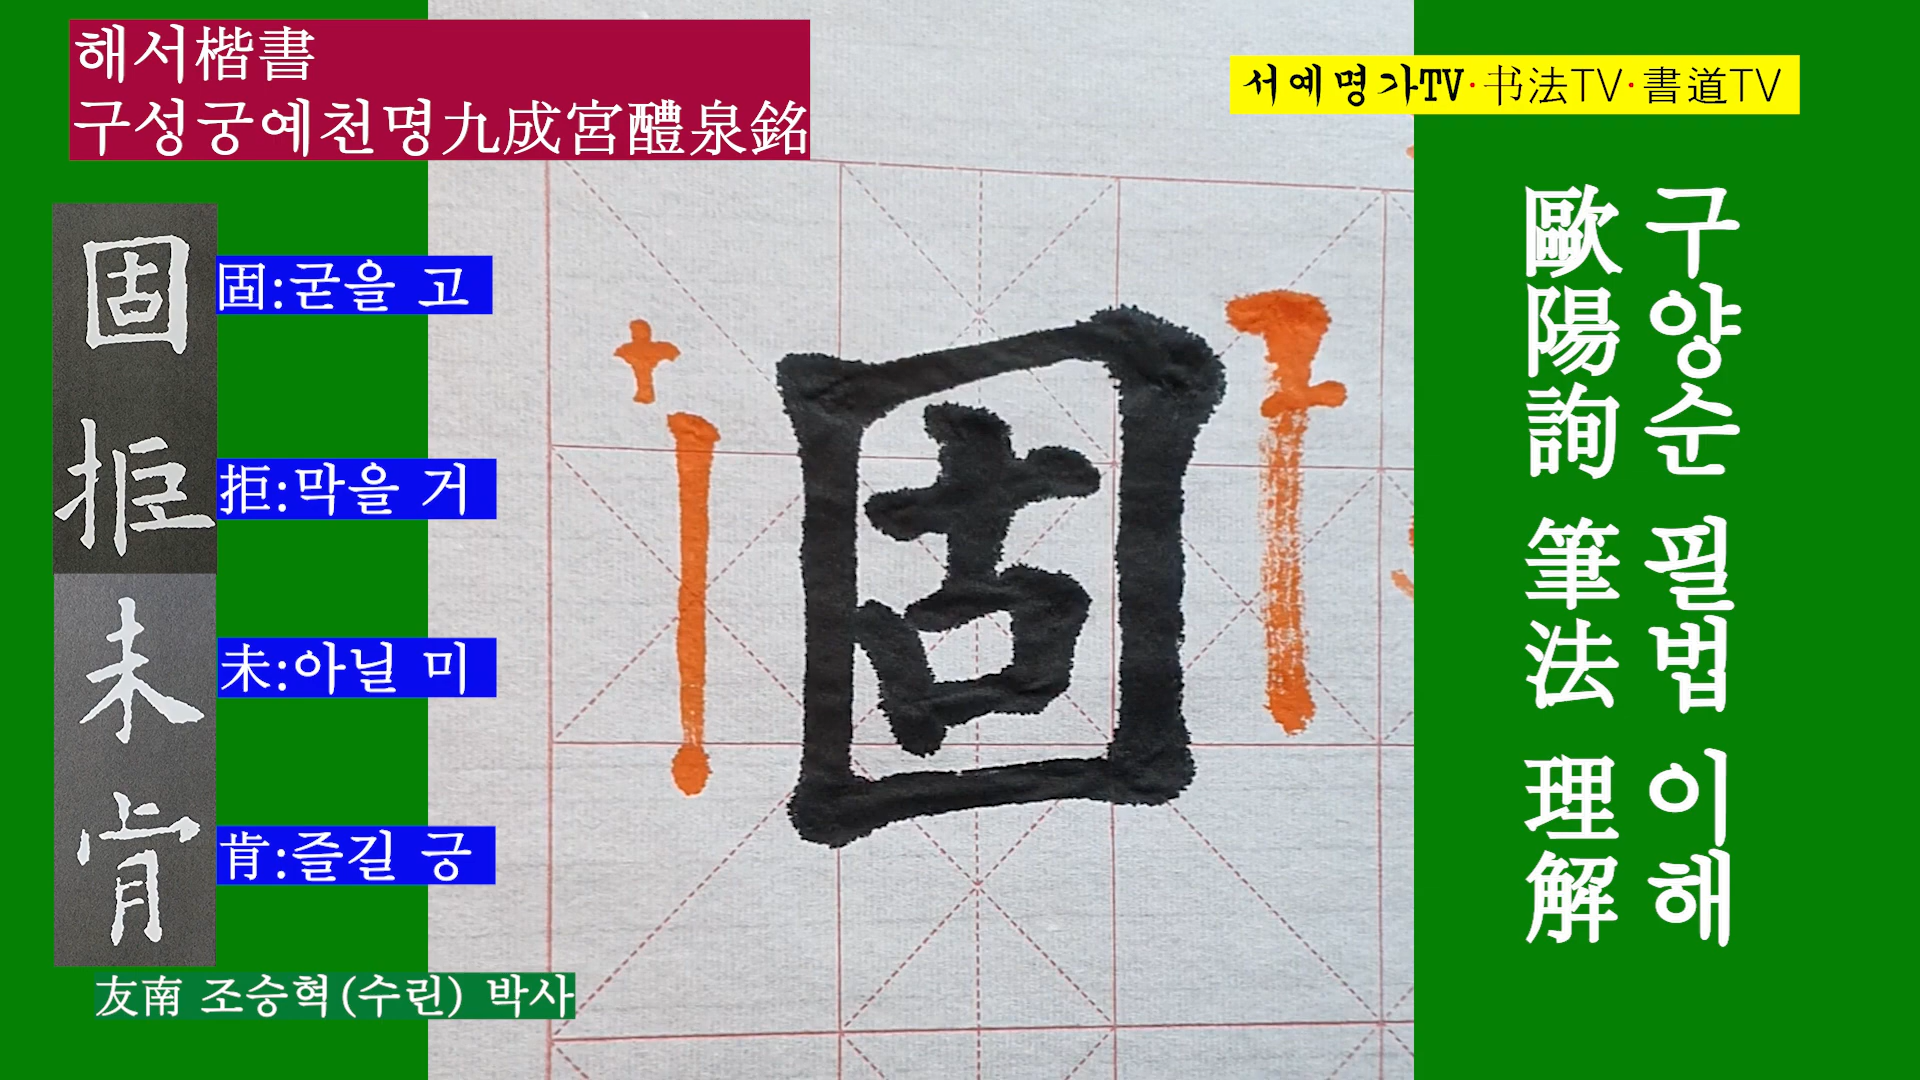 해서楷書
구성궁예천명九成宮醴泉銘
서예명가TV·书法TV·書道TV
固
拒
未
肯
固:굳을 고
拒:막을 거
未:아닐 미
肯:즐길 긍
固
구양순 필법 이해
歐陽詢 筆法 理解
友南 조승혁(수린) 박사